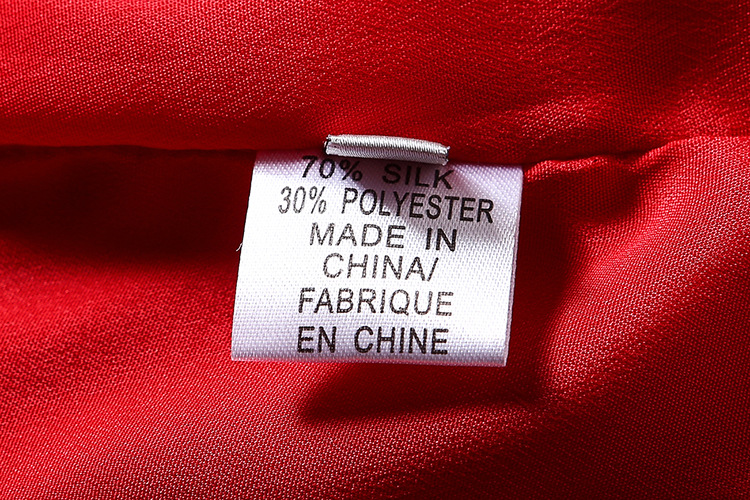 70% SILK
30% POLYESTER
MADE IN
CHINA/
FABRIQUE
EN CHINE